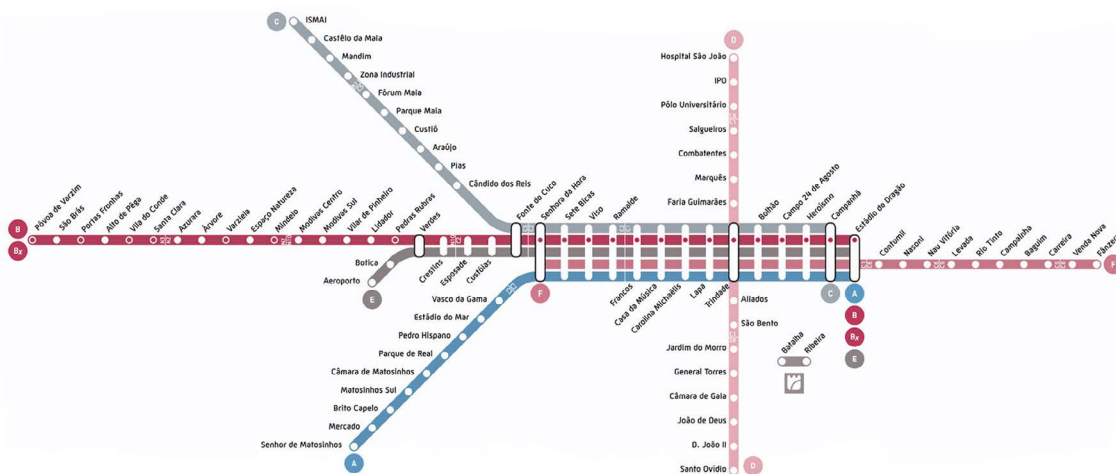 C
ISMAI
Castêlo da Maia
Mandim
Zona Industrial
Fórum Maia
Parque Maia
Custió
Araújo
Pias
Cândido dos Reis
D
Hospital São João
IPO
Pólo Universitário
Salgueiros
Combatentes
Marquês
Faria Guimarães
B
Bx
Póvoa de Varzim
São Brás
Portas Fronhas
Alto de Pêga
Vila do Conde
Santa Clara
Azurara
Árvore
Varziela
Espaço Natureza
Mindelo
Modivas Centro
Modivas Sul
Vilar de Pinheiro
Lidador
Pedras Rubras
Verdes
Crestins
Esposade
Custóias
Fonte do Cuco
Senhora da Hora
Sete Bicas
Viso
Ramalde
Francos
Casa da Música
Carolina Michaëlis
Lapa
Trindade
Bolhão
Campo 24 de Agosto
Heroísmo
Campanhã
Estádio do Dragão
Contumil
Nasoni
Nau Vitória
Levada
Rio Tinto
Campainha
Baguim
Carreira
Venda Nova
Fânzeres
F
Botica
Aeroporto
E
Vasco da Gama
Estádio do Mar
Pedro Hispano
Parque de Real
Câmara de Matosinhos
Matosinhos Sul
Brito Capelo
Mercado
Senhor de Matosinhos
A
F
Aliados
São Bento
Jardim do Morro
General Torres
Câmara de Gaia
João de Deus
D. João II
Santo Ovídio
D
Batalha
Ribeira
C
A
B
Bx
E